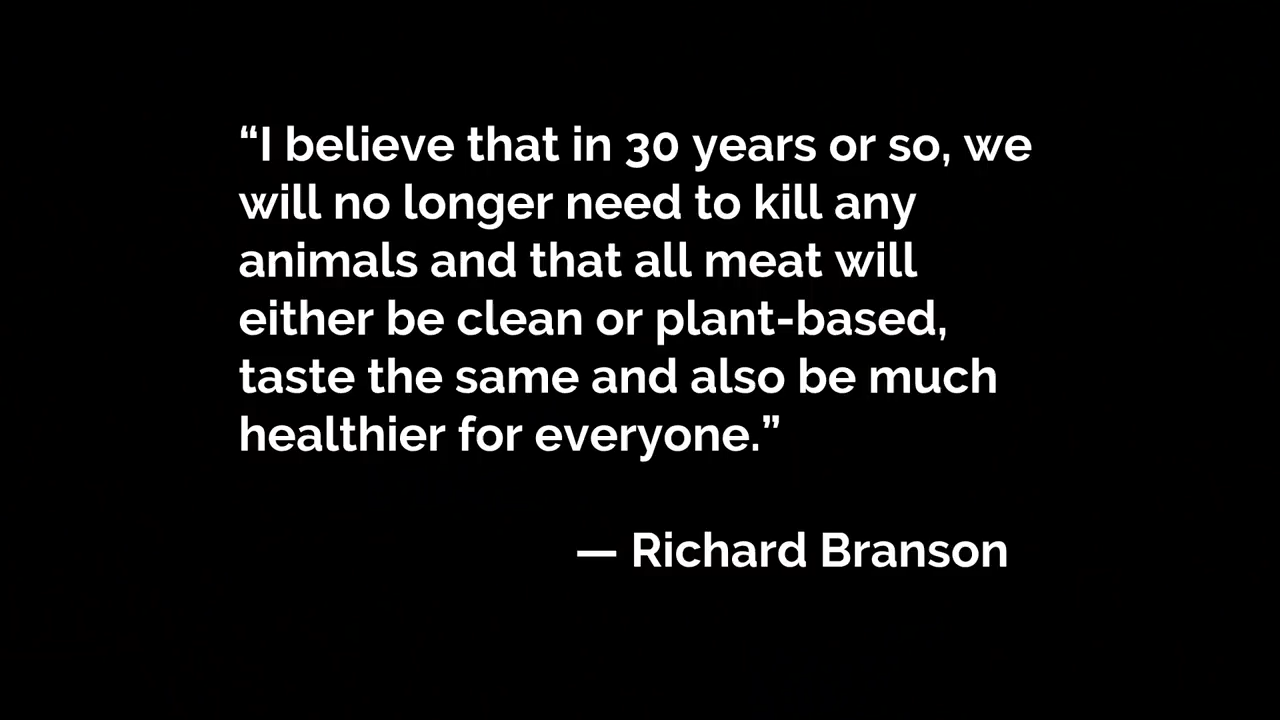 “I believe that in 30 years or so, we
will no longer need to kill any
animals and that all meat will
either be clean or plant-based,
taste the same and also be much
healthier for everyone.”
— Richard Branson